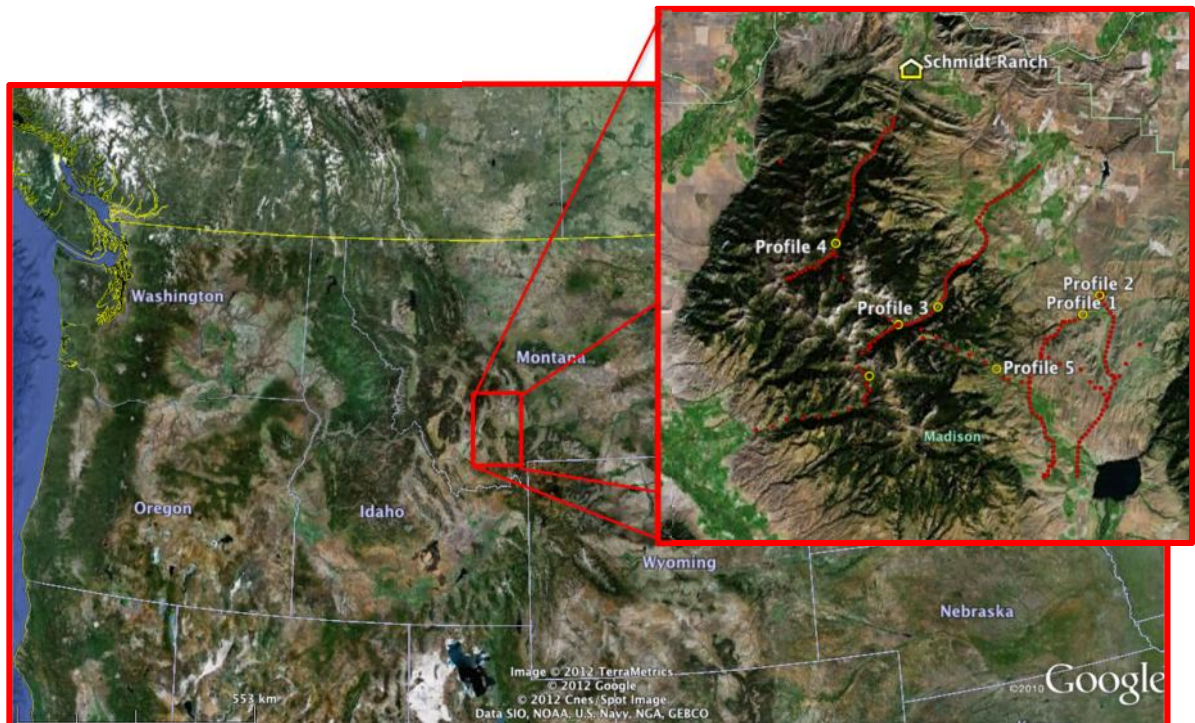 Schmidt Ranch
Profile 4
Profile 2
Profile 1
Profile 3
Profile 5
Madison
Washington
Montana
Oregon
Idaho
Wyoming
Nebraska
553 km
Image © 2012 TerraMetrics
© 2012 Google
© 2012 Cnes/Spot Image
Data SIO, NOAA, U.S. Navy, NGA, GEBCO
©2010 Google